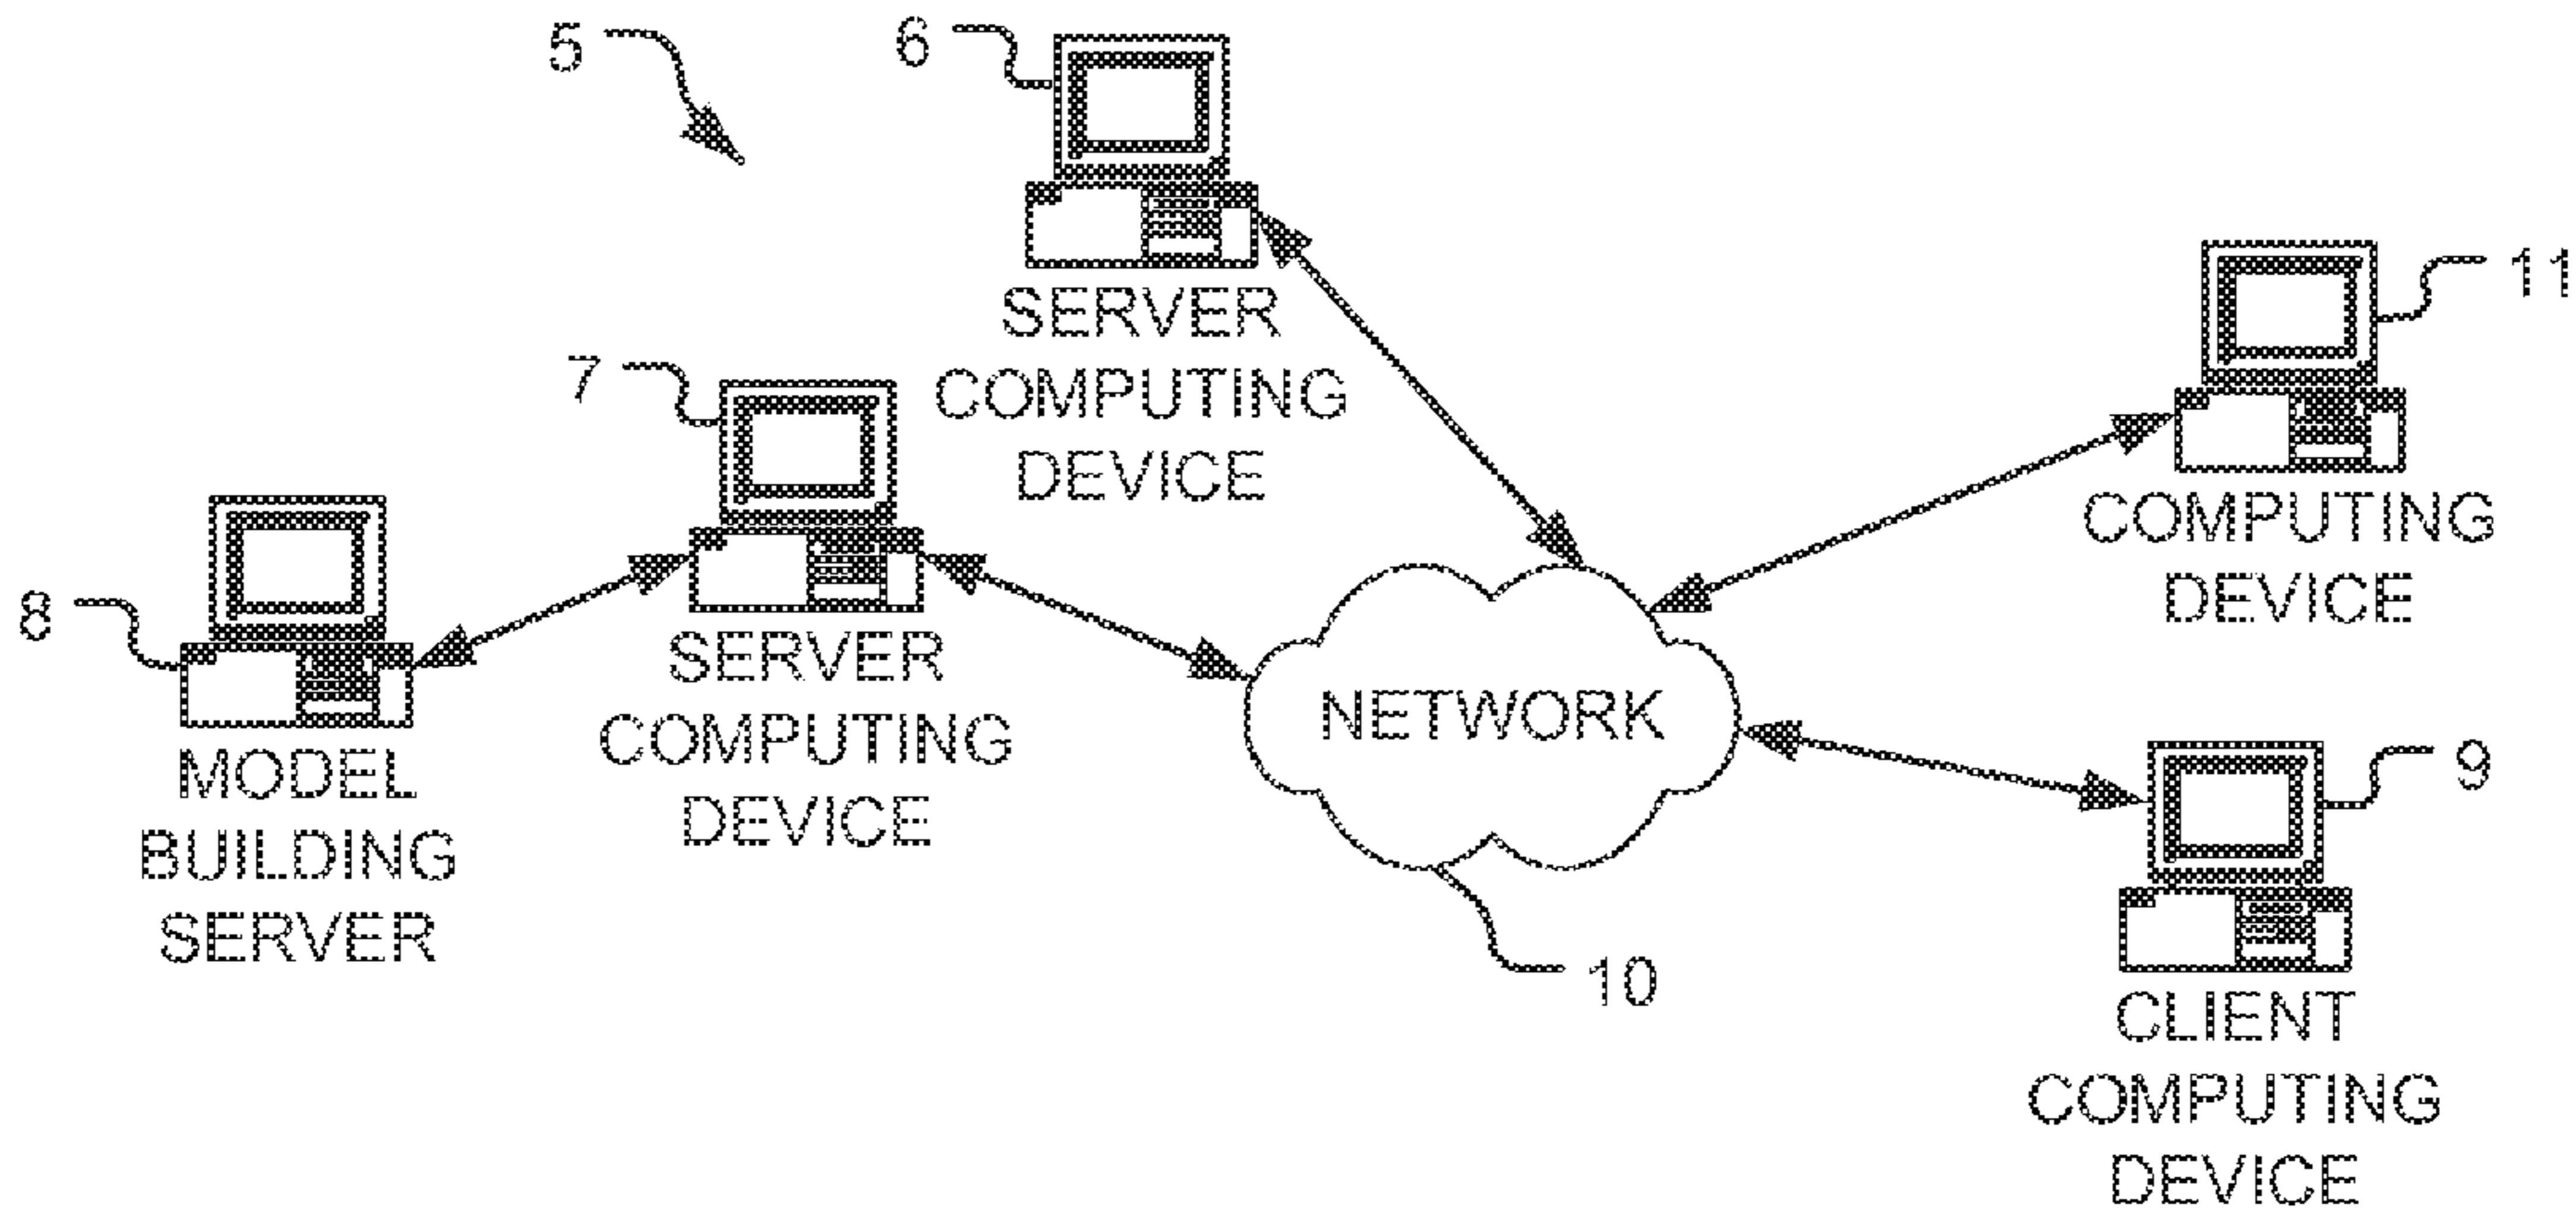 5
6
SERVER
COMPUTING
DEVICE
11
COMPUTING
DEVICE
7
SERVER
COMPUTING
DEVICE
8
MODEL
BUILDING
SERVER
NETWORK
10
9
CLIENT
COMPUTING
DEVICE